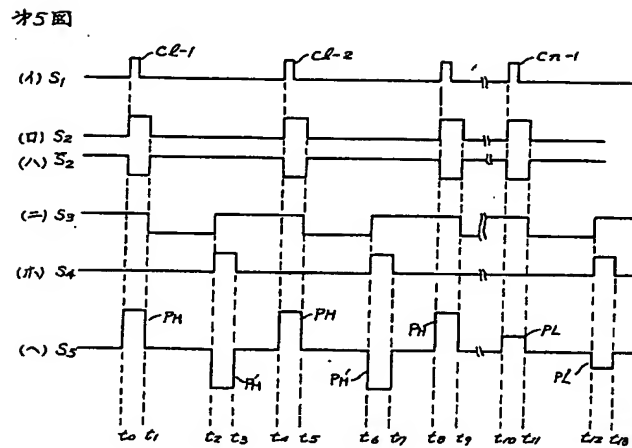 第5図
Cl-1 Cl-2 Cn-1
(イ) S1
(ロ) S2
(ハ) S̅2
(ニ) S3
(ホ) S4
PH PH PH PL
(ヘ) S5
PH' PH' PL'
t0 t1 t2 t3 t4 t5 t6 t7 t8 t9 t10 t11 t12 t13